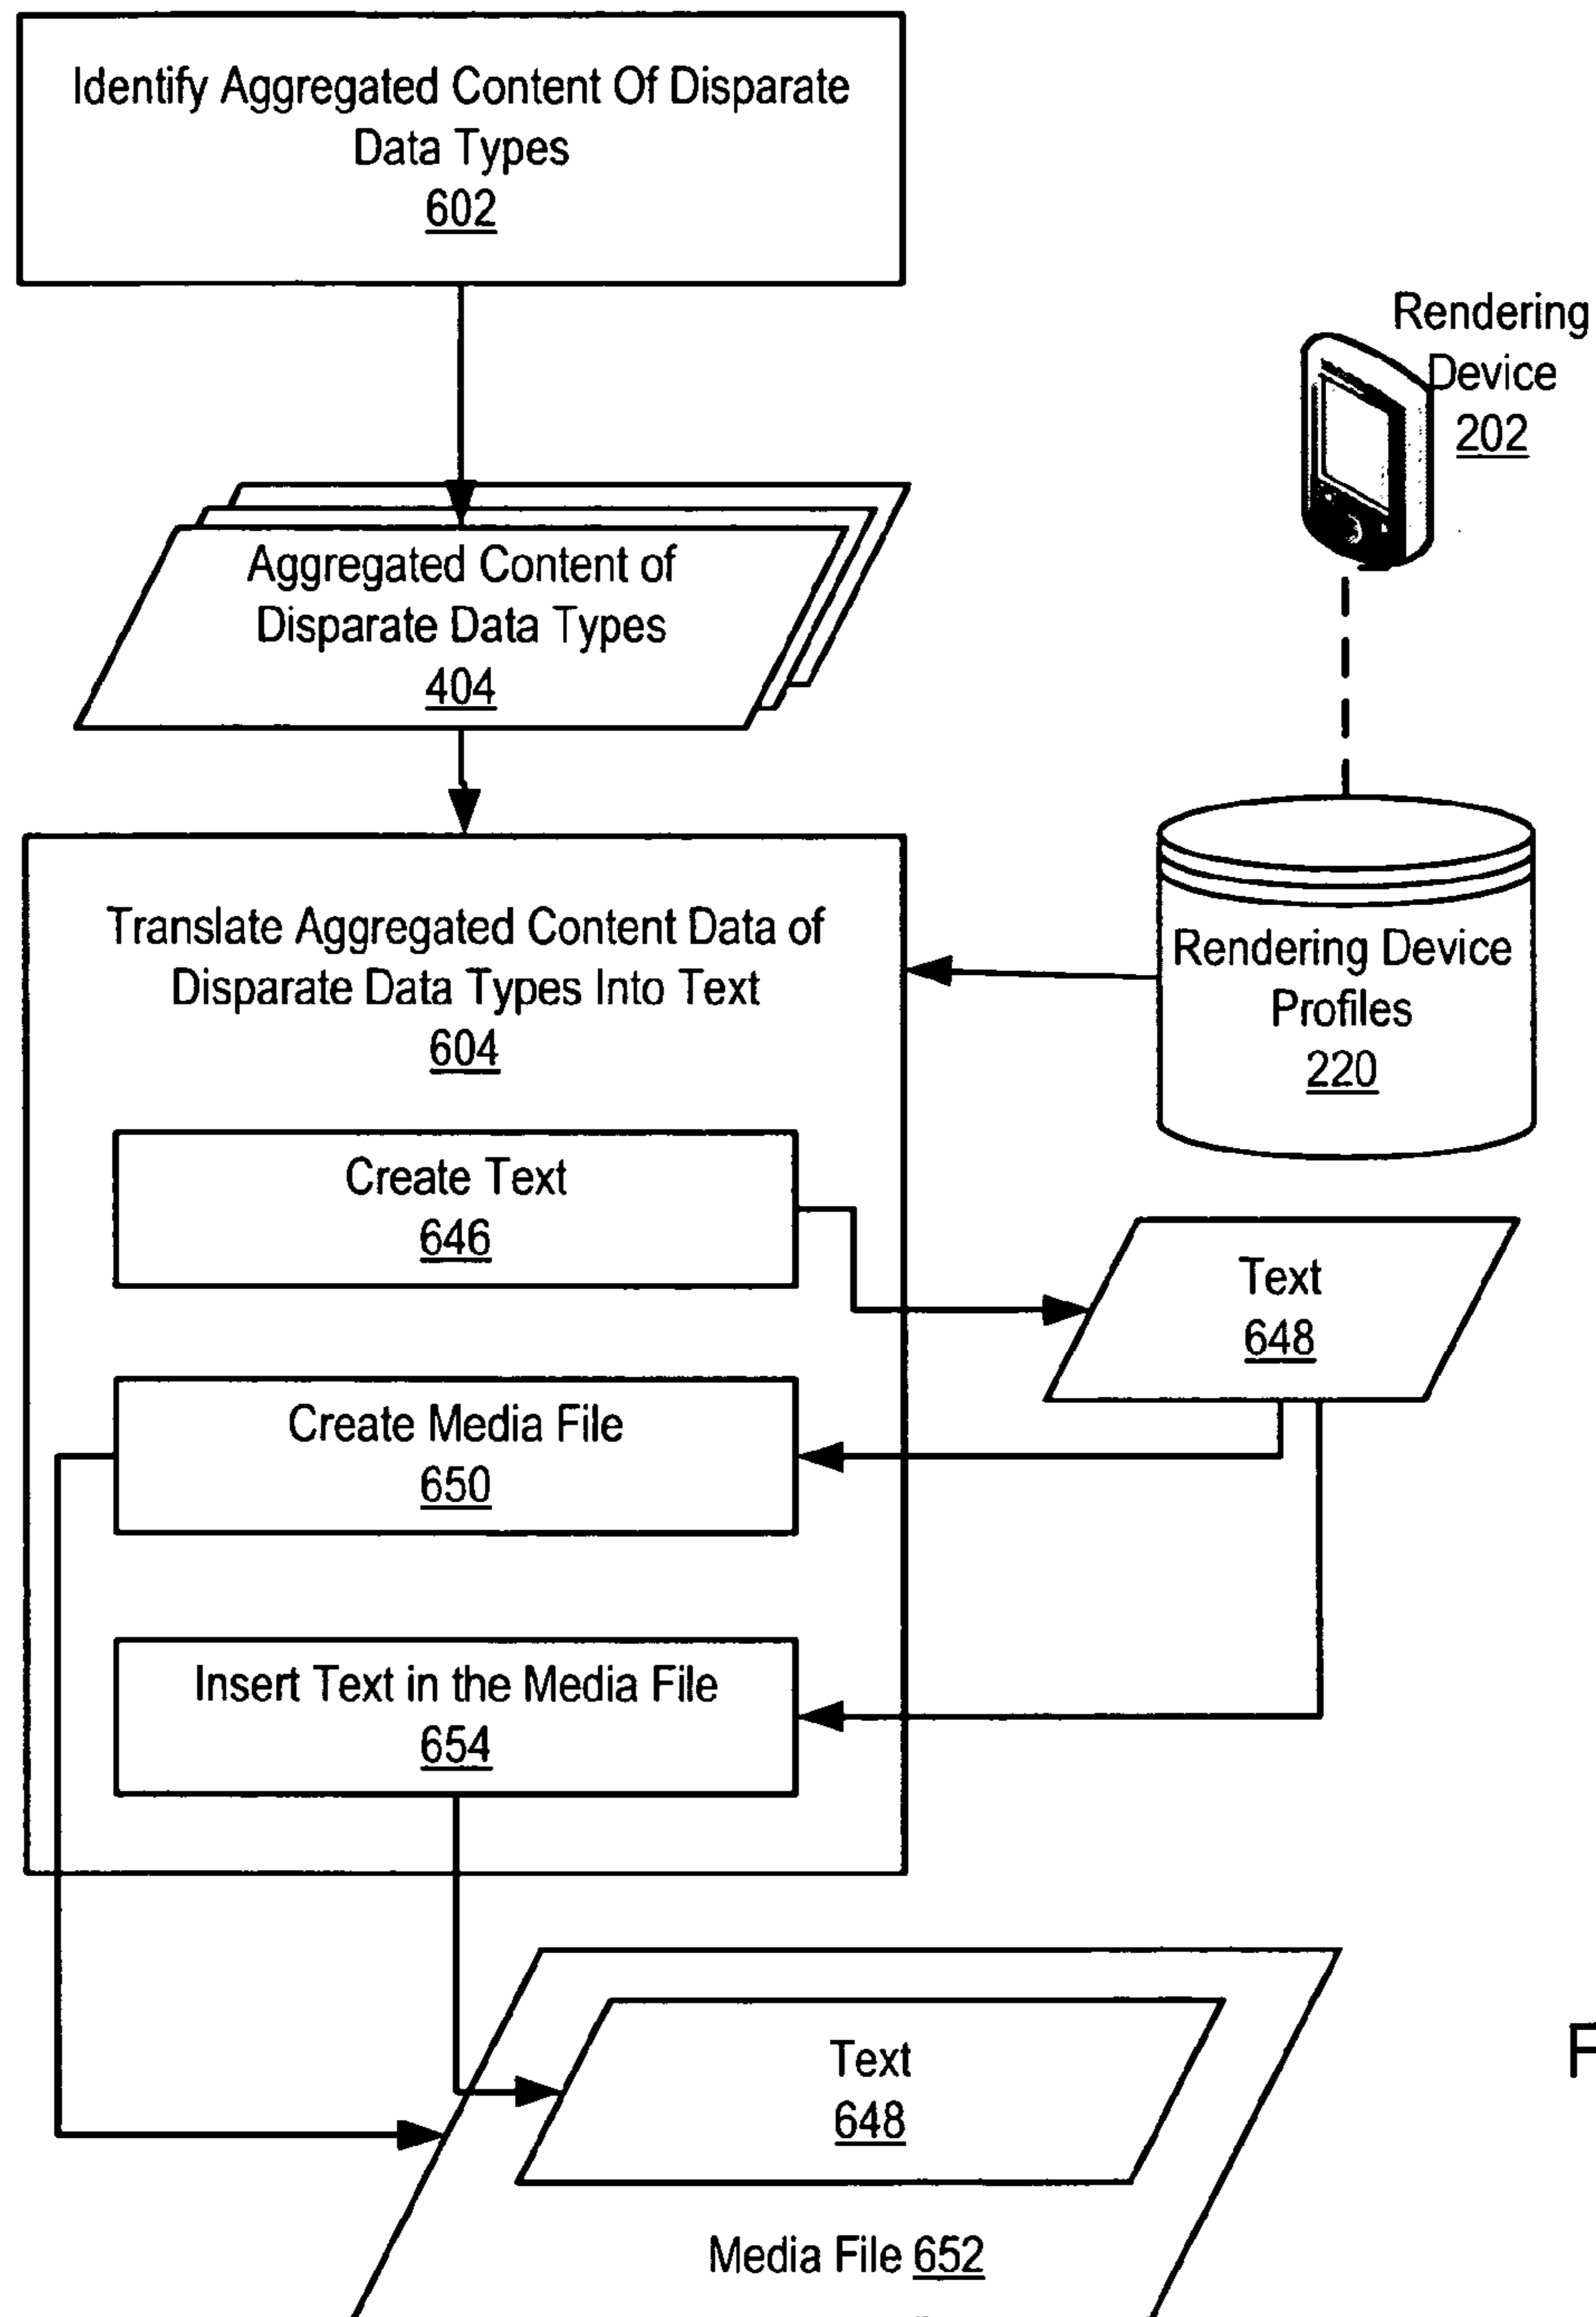 Identify Aggregated Content Of Disparate
Data Types
602
Rendering
Device
202
Aggregated Content of
Disparate Data Types
404
Translate Aggregated Content Data of
Disparate Data Types Into Text
604
Rendering Device
Profiles
220
Create Text
646
Text
648
Create Media File
650
Insert Text in the Media File
654
Text
648
F
Media File 652